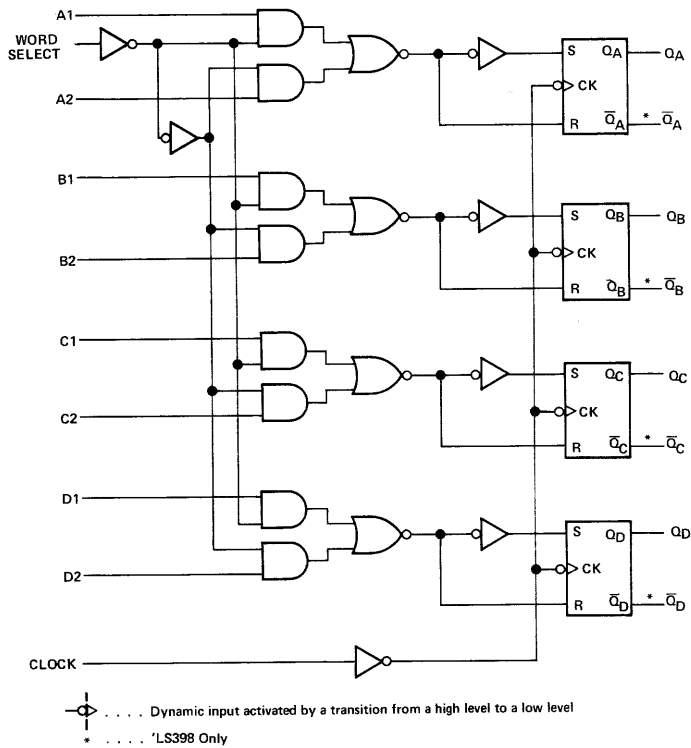 A1
WORD
SELECT
A2
S QA QA
CK
R Q̅A * Q̅A
B1
B2
S QB QB
CK
R Q̅B * Q̅B
C1
C2
S QC QC
CK
R Q̅C * Q̅C
D1
D2
S QD QD
CK
R Q̅D * Q̅D
CLOCK
. . . . Dynamic input activated by a transition from a high level to a low level
* . . . . 'LS398 Only